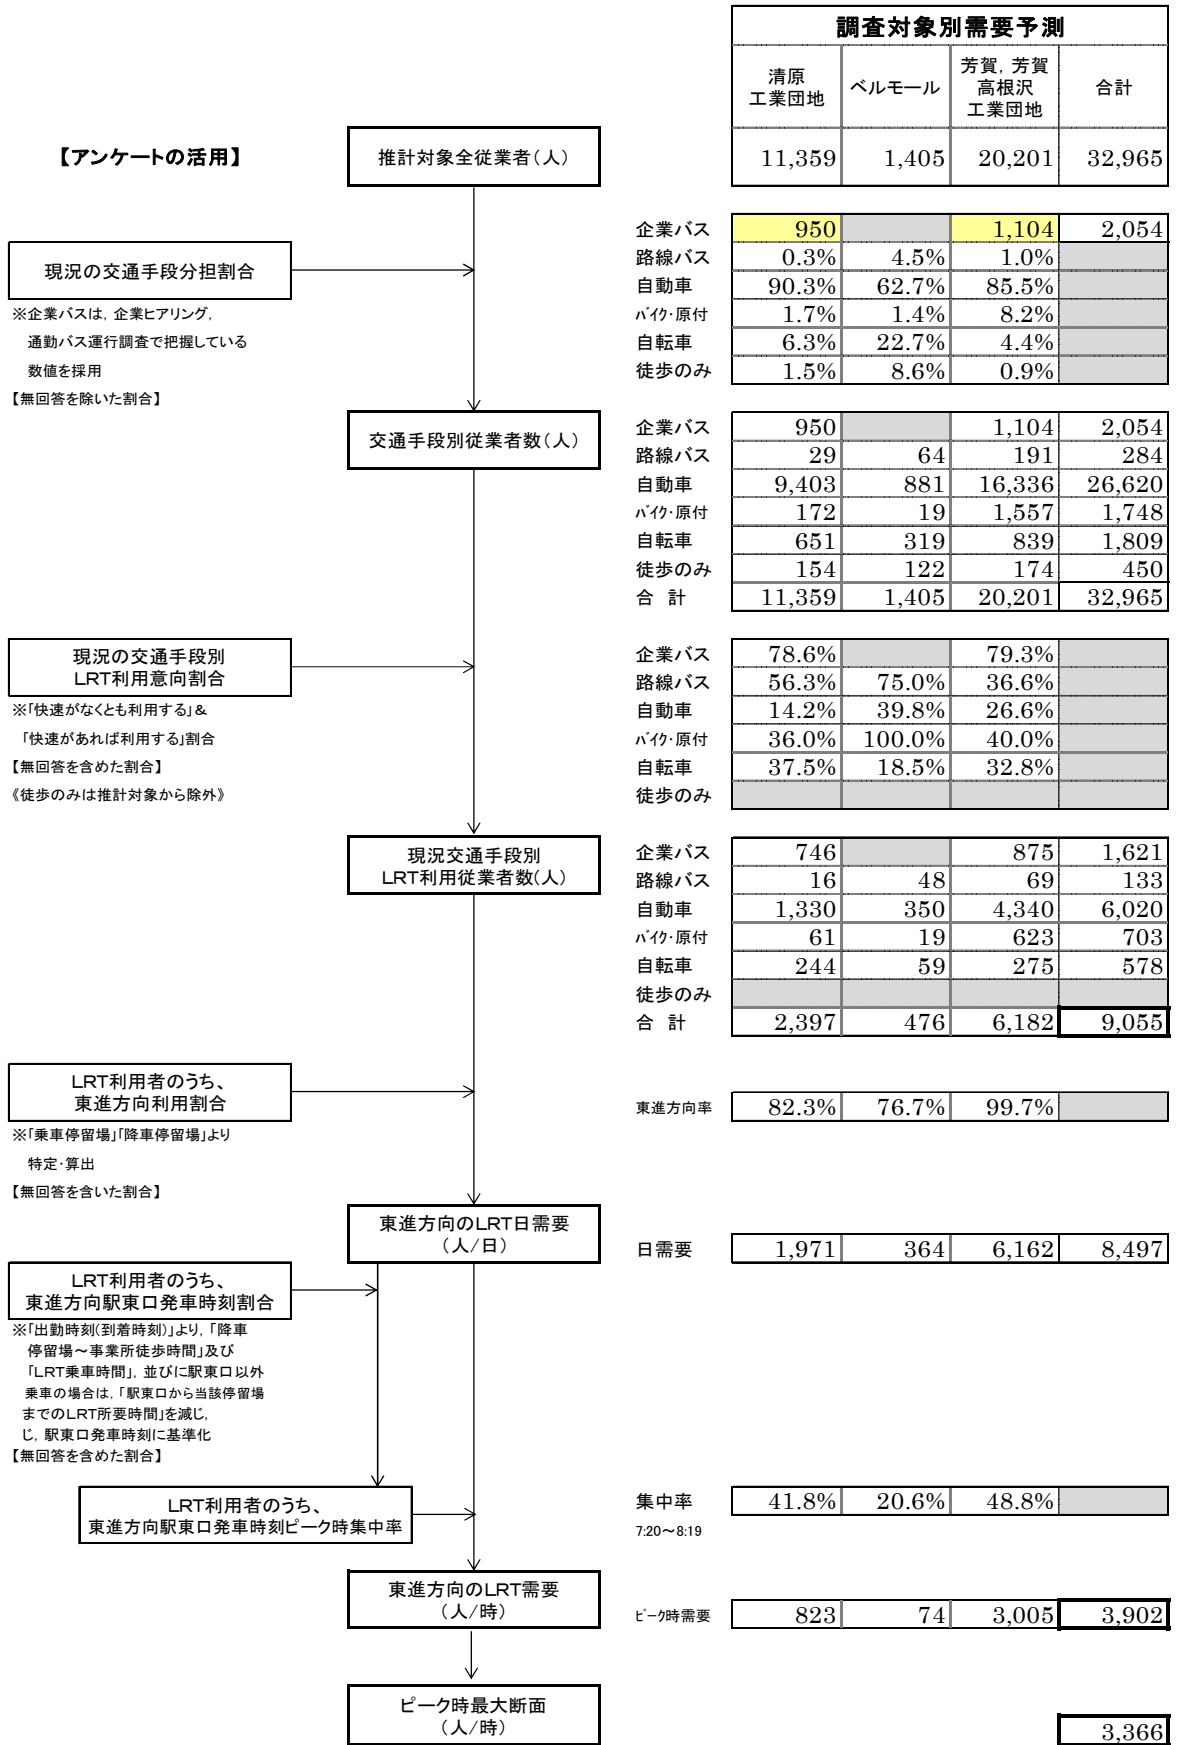 調査対象別需要予測
清原
工業団地
ベルモール
芳賀，芳賀
高根沢
工業団地
合計
【アンケートの活用】
推計対象全従業者(人)
11,359 1,405 20,201 32,965
現況の交通手段分担割合
※企業バスは，企業ヒアリング，
通勤バス運行調査で把握している
数値を採用
【無回答を除いた割合】
企業バス 950 1,104 2,054
路線バス 0.3% 4.5% 1.0%
自動車 90.3% 62.7% 85.5%
ﾊﾞｲｸ･原付 1.7% 1.4% 8.2%
自転車 6.3% 22.7% 4.4%
徒歩のみ 1.5% 8.6% 0.9%
交通手段別従業者数(人)
企業バス 950 1,104 2,054
路線バス 29 64 191 284
自動車 9,403 881 16,336 26,620
ﾊﾞｲｸ･原付 172 19 1,557 1,748
自転車 651 319 839 1,809
徒歩のみ 154 122 174 450
合 計 11,359 1,405 20,201 32,965
現況の交通手段別
LRT利用意向割合
※｢快速がなくとも利用する｣＆
｢快速があれば利用する｣割合
【無回答を含めた割合】
《徒歩のみは推計対象から除外》
企業バス 78.6% 79.3%
路線バス 56.3% 75.0% 36.6%
自動車 14.2% 39.8% 26.6%
ﾊﾞｲｸ･原付 36.0% 100.0% 40.0%
自転車 37.5% 18.5% 32.8%
徒歩のみ
現況交通手段別
LRT利用従業者数(人)
企業バス 746 875 1,621
路線バス 16 48 69 133
自動車 1,330 350 4,340 6,020
ﾊﾞｲｸ･原付 61 19 623 703
自転車 244 59 275 578
徒歩のみ
合 計 2,397 476 6,182 9,055
LRT利用者のうち、
東進方向利用割合
※｢乗車停留場｣｢降車停留場｣より
特定･算出
【無回答を含いた割合】
東進方向率 82.3% 76.7% 99.7%
東進方向のLRT日需要
(人/日)
日需要 1,971 364 6,162 8,497
LRT利用者のうち、
東進方向駅東口発車時刻割合
※｢出勤時刻(到着時刻)｣より，｢降車
停留場～事業所徒歩時間｣及び
｢LRT乗車時間｣，並びに駅東口以外
乗車の場合は，｢駅東口から当該停留場
までのLRT所要時間｣を減じ，
じ，駅東口発車時刻に基準化
【無回答を含めた割合】
LRT利用者のうち、
東進方向駅東口発車時刻ピーク時集中率
集中率 41.8% 20.6% 48.8%
7:20～8:19
東進方向のLRT需要
(人/時)
ﾋﾟｰｸ時需要 823 74 3,005 3,902
ピーク時最大断面
(人/時)
3,366